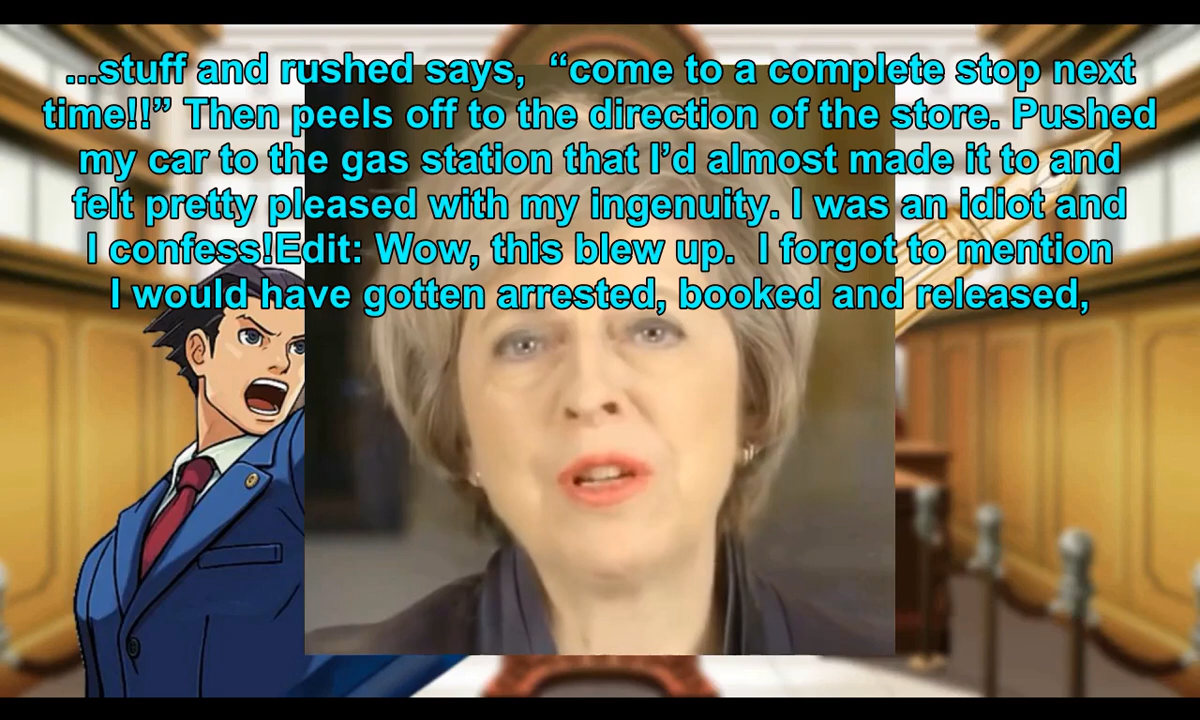 ...stuff and rushed says,  “come to a complete stop next
time!!” Then peels off to the direction of the store. Pushed
my car to the gas station that I’d almost made it to and
felt pretty pleased with my ingenuity. I was an idiot and
I confess!Edit: Wow, this blew up.  I forgot to mention
I would have gotten arrested, booked and released,